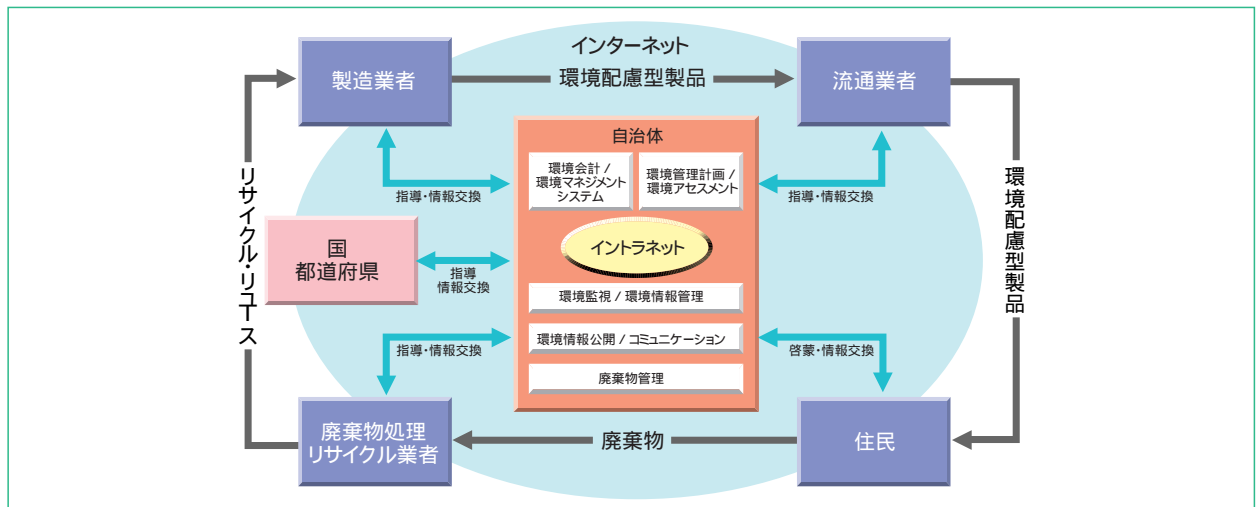 インターネット
製造業者
環境配慮型製品
流通業者
自治体
環境会計 /
環境マネジメント
システム
環境管理計画 /
環境アセスメント
指導・情報交換
指導・情報交換
リサイクル・リユース
環境配慮型製品
国
都道府県
指導
情報交換
イントラネット
環境監視 / 環境情報管理
環境情報公開 / コミュニケーション
廃棄物管理
指導・情報交換
啓蒙・情報交換
廃棄物処理
リサイクル業者
廃棄物
住民